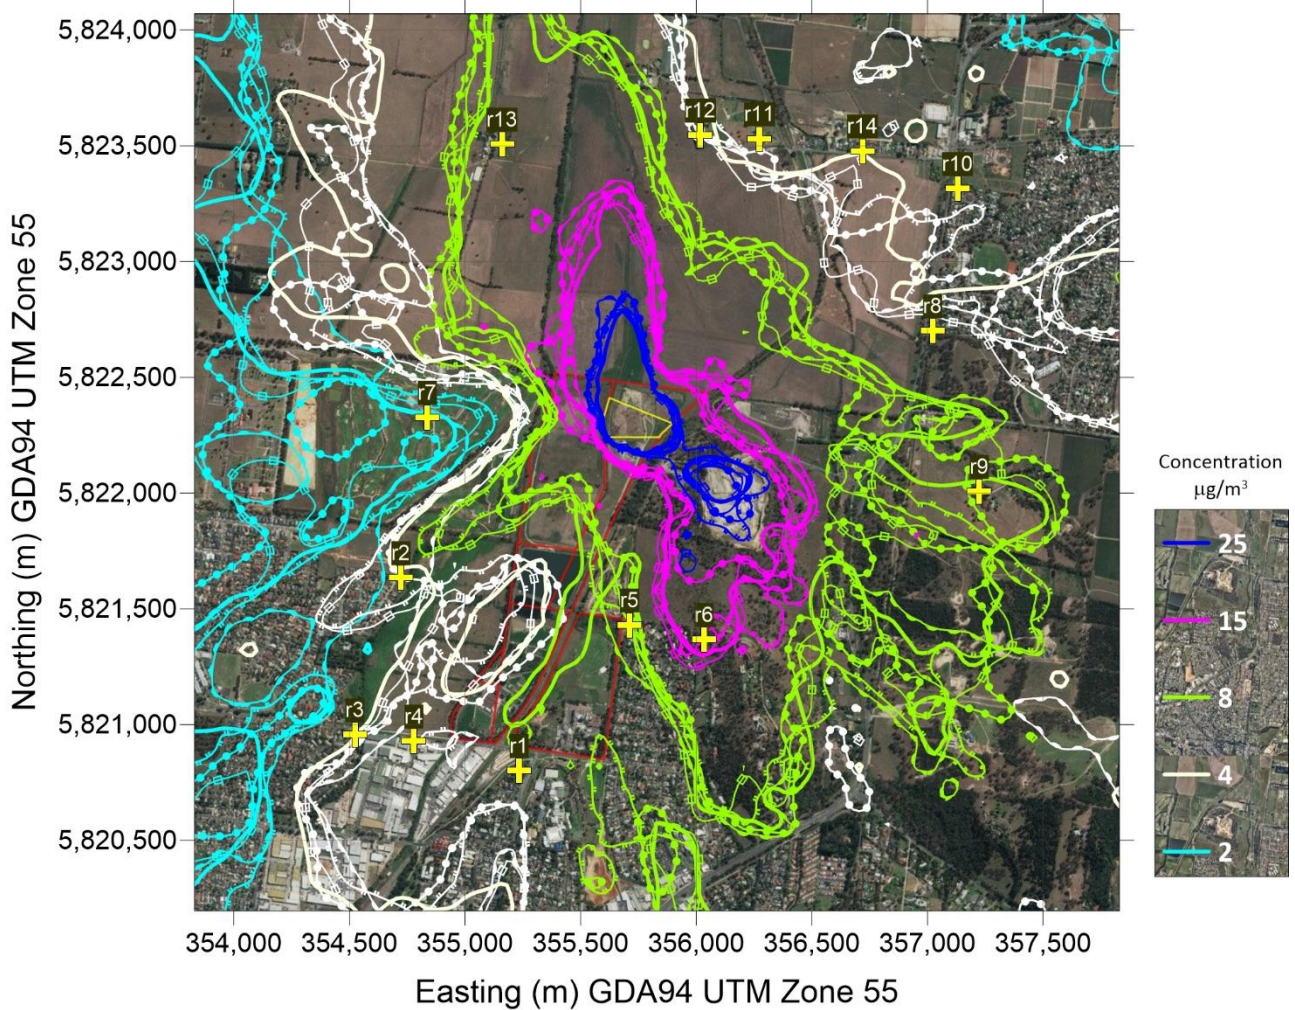 5,824,000
5,823,500
5,823,000
5,822,500
5,822,000
5,821,500
5,821,000
5,820,500
Northing (m) GDA94 UTM Zone 55
r12
r11
r13
r14
r10
r8
r7
r9
r2
r5
r6
r3
r4
r1
354,000 354,500 355,000 355,500 356,000 356,500 357,000 357,500
Easting (m) GDA94 UTM Zone 55
Concentration
µg/m³
25
15
8
4
2